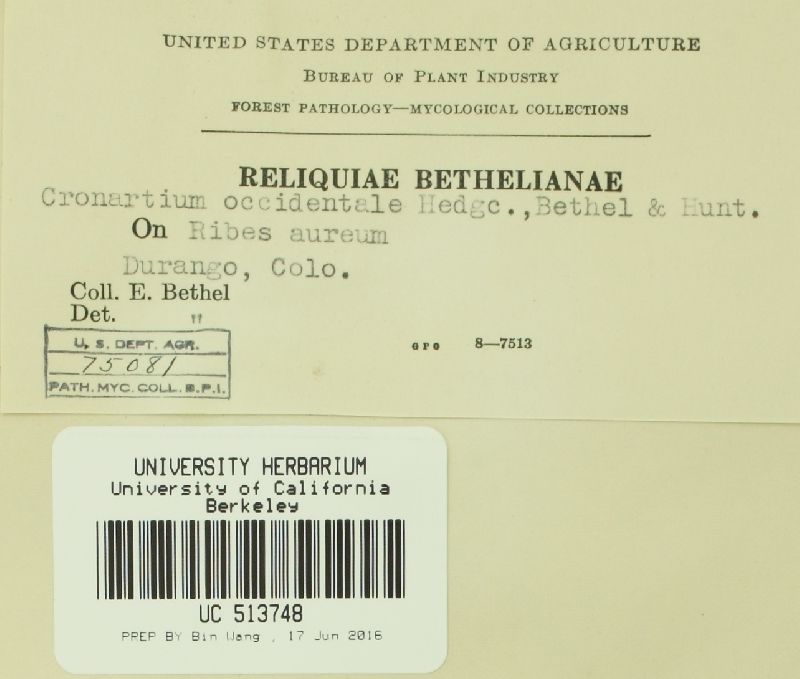 UNITED STATES DEPARTMENT OF AGRICULTURE
BUREAU OF PLANT INDUSTRY
FOREST PATHOLOGY—MYCOLOGICAL COLLECTIONS
RELIQUIAE BETHELIANAE
Cronartium occidentale Hedgc., Bethel & Hunt.
On Ribes aureum
Durango, Colo.
Coll. E. Bethel
Det. "
U. S. DEPT. AGR.
75081
PATH. MYC. COLL. B.P.I.
GPO 8—7513
UNIVERSITY HERBARIUM
University of California
Berkeley
UC 513748
PREP BY Bin Wang , 17 Jun 2016